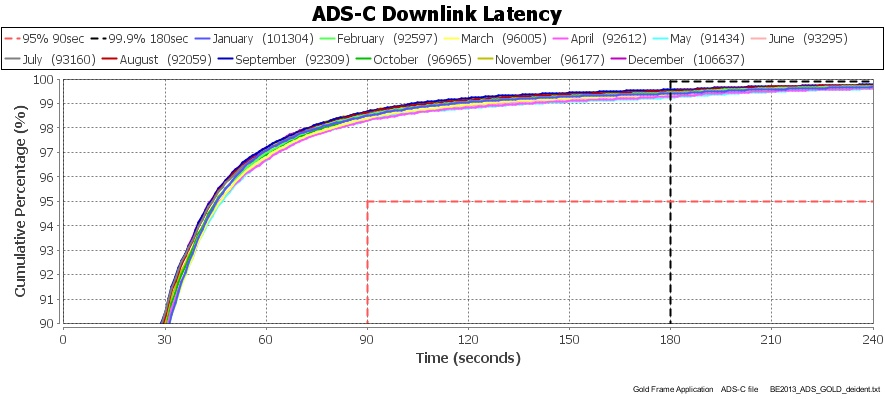 ADS-C Downlink Latency
95% 90sec 99.9% 180sec January (101304) February (92597) March (96005) April (92612) May (91434) June (93295)
July (93160) August (92059) September (92309) October (96965) November (96177) December (106637)
Cumulative Percentage (%)
100
99
98
97
96
95
94
93
92
91
90
0 30 60 90 120 150 180 210 240
Time (seconds)
Gold Frame Application ADS-C file BE2013_ADS_GOLD_deident.txt